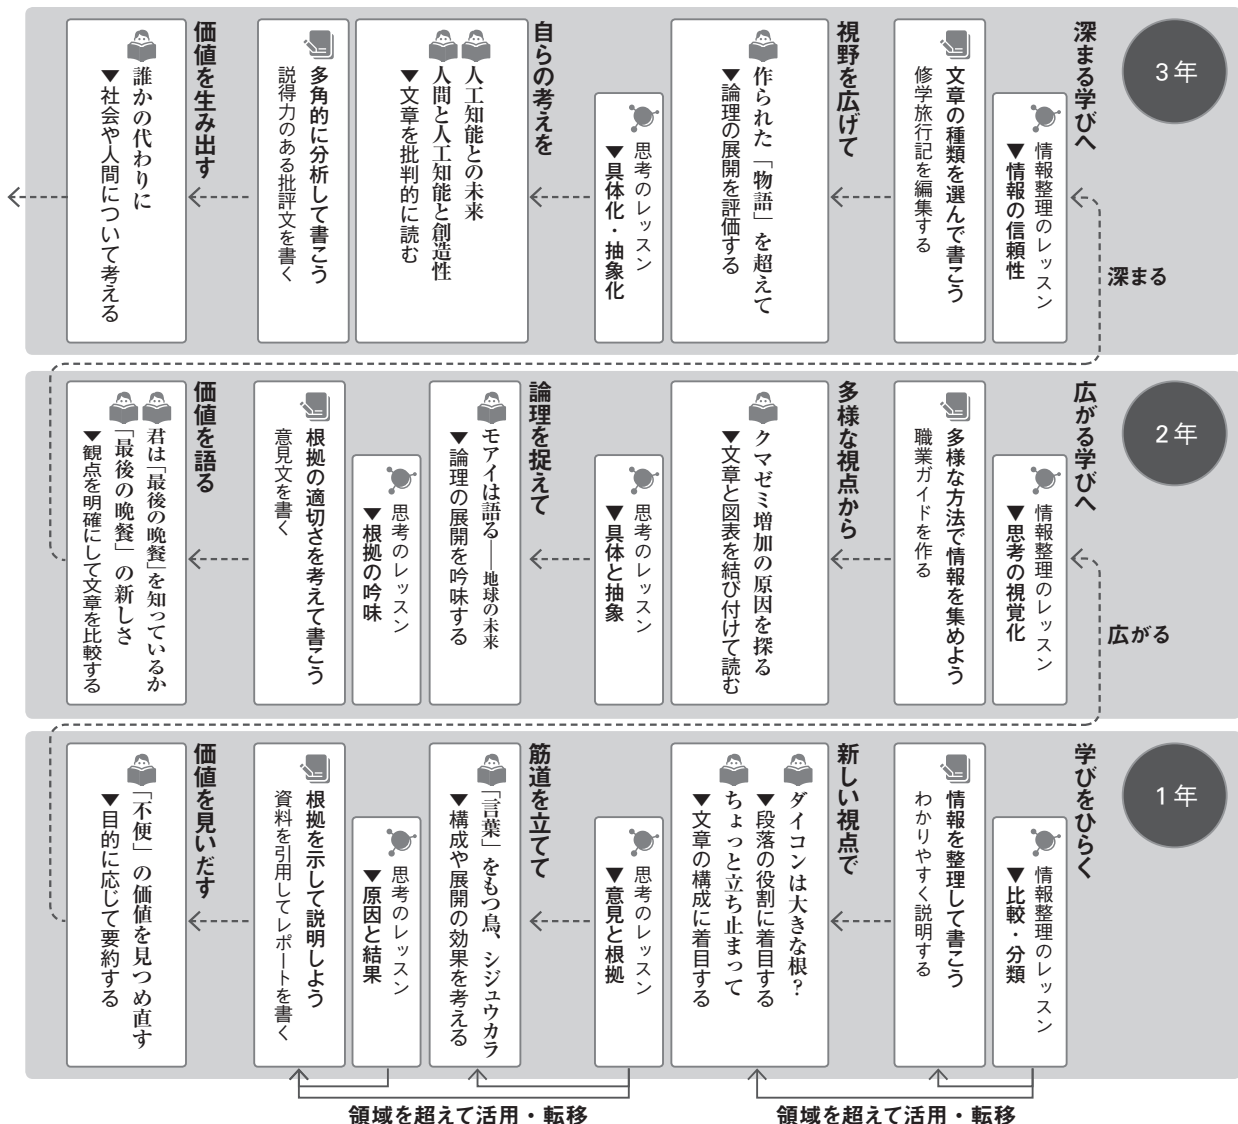 3年
深まる学びへ
情報整理のレッスン
▼情報の信頼性
文章の種類を選んで書こう
修学旅行記を編集する
視野を広げて
作られた「物語」を超えて
▼論理の展開を評価する
思考のレッスン
▼具体化・抽象化
自らの考えを
人工知能との未来
人間と人工知能と創造性
▼文章を批判的に読む
多角的に分析して書こう
説得力のある批評文を書く
価値を生み出す
誰かの代わりに
▼社会や人間について考える
深まる
2年
広がる学びへ
情報整理のレッスン
▼思考の視覚化
多様な方法で情報を集めよう
職業ガイドを作る
多様な視点から
クマゼミ増加の原因を探る
▼文章と図表を結び付けて読む
思考のレッスン
▼具体と抽象
論理を捉えて
モアイは語る——地球の未来
▼論理の展開を吟味する
思考のレッスン
▼根拠の吟味
根拠の適切さを考えて書こう
意見文を書く
価値を語る
君は「最後の晩餐」を知っているか
「最後の晩餐」の新しさ
▼観点を明確にして文章を比較する
広がる
1年
学びをひらく
情報整理のレッスン
▼比較・分類
情報を整理して書こう
わかりやすく説明する
新しい視点で
ダイコンは大きな根?
▼段落の役割に着目する
ちょっと立ち止まって
▼文章の構成に着目する
思考のレッスン
▼意見と根拠
筋道を立てて
「言葉」をもつ鳥、シジュウカラ
▼構成や展開の効果を考える
思考のレッスン
▼原因と結果
根拠を示して説明しよう
資料を引用してレポートを書く
価値を見いだす
「不便」の価値を見つめ直す
▼目的に応じて要約する
領域を超えて活用・転移
領域を超えて活用・転移